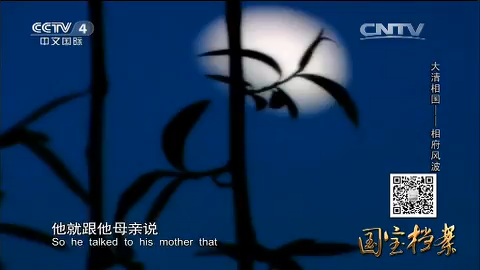 CCTV 4
中文国际
CNTV
大清相国——相府风波
他就跟他母亲说
So he talked to his mother that
国宝档案